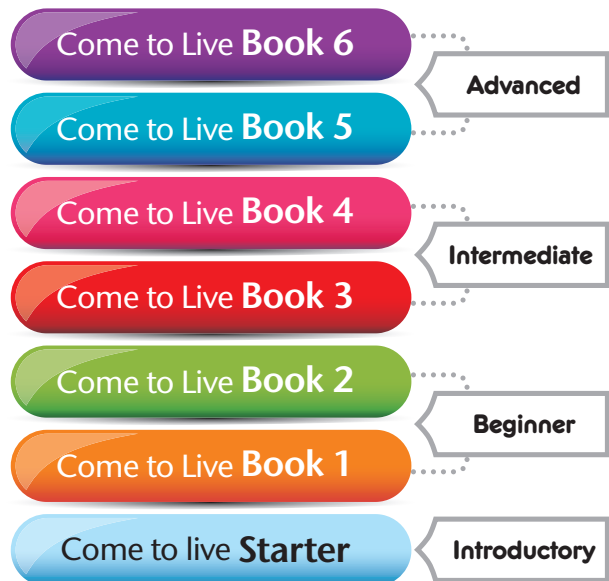 Come to Live Book 6
Advanced
Come to Live Book 5
Come to Live Book 4
Intermediate
Come to Live Book 3
Come to Live Book 2
Beginner
Come to Live Book 1
Come to live Starter
Introductory